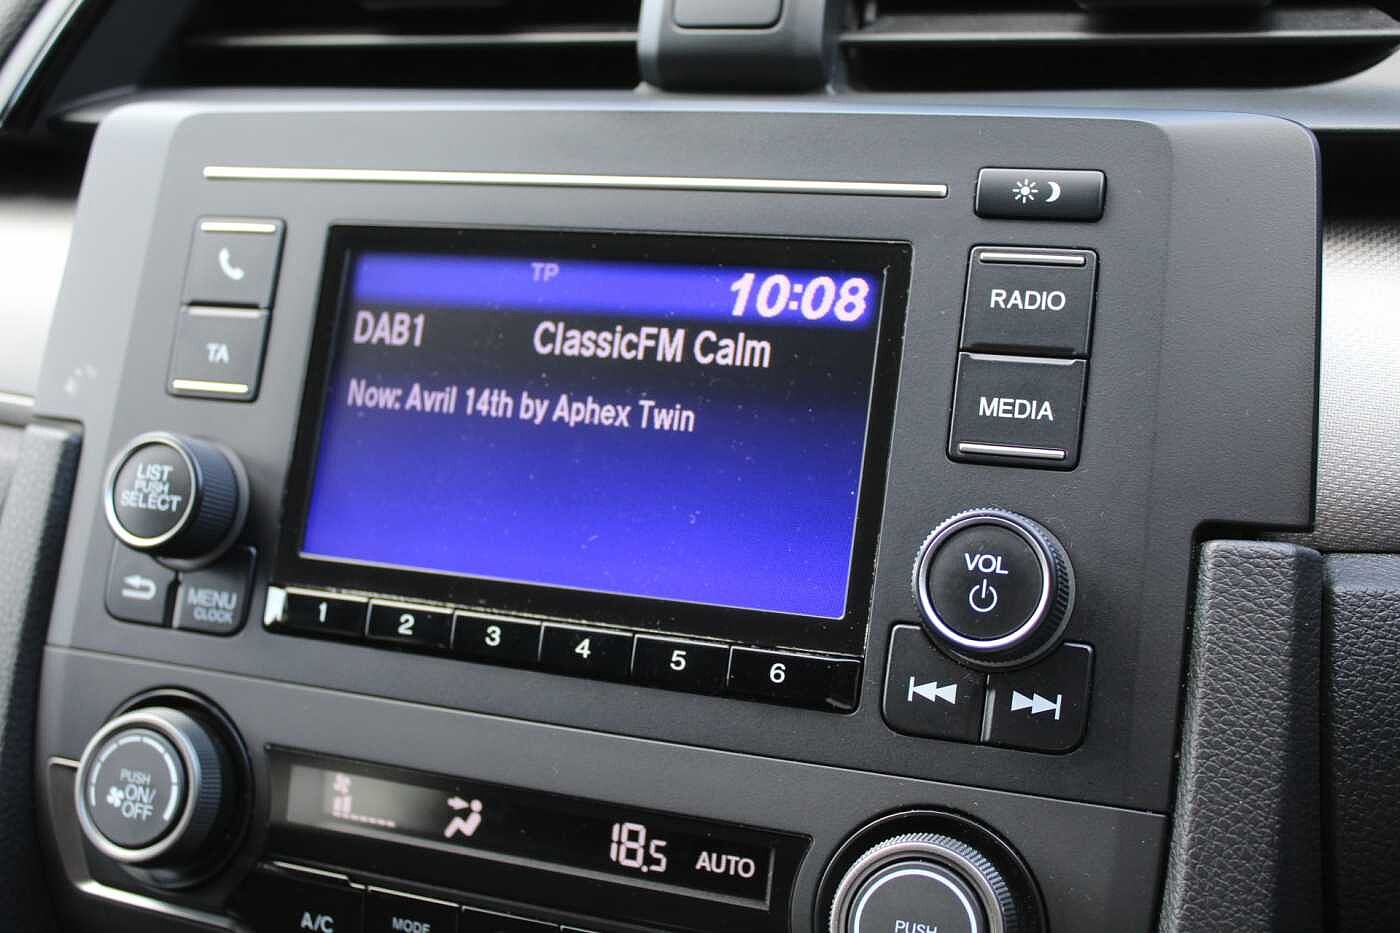 TP
10:08
DAB1 ClassicFM Calm
Now: Avril 14th by Aphex Twin
TA
RADIO
MEDIA
LIST
PUSH
SELECT
MENU
CLOCK
VOL
1 2 3 4 5 6
PUSH
ON/
OFF
18.5 AUTO
A/C
MODE
PUSH